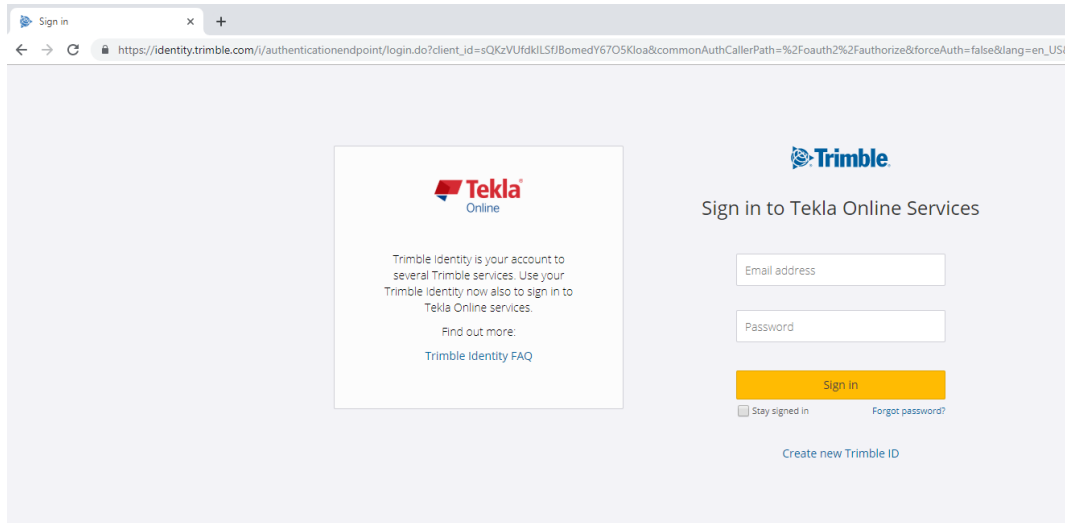 Sign in
https://identity.trimble.com/i/authenticationendpoint/login.do?client_id=sQKzVUfdkILSfJBomedY67O5KIoa&commonAuthCallerPath=%2Foauth2%2Fauthorize&forceAuth=false&lang=en_US&
Tekla
Online
Trimble Identity is your account to
several Trimble services. Use your
Trimble Identity now also to sign in to
Tekla Online services.
Find out more:
Trimble Identity FAQ
Trimble
Sign in to Tekla Online Services
Email address
Password
Sign in
Stay signed in Forgot password?
Create new Trimble ID